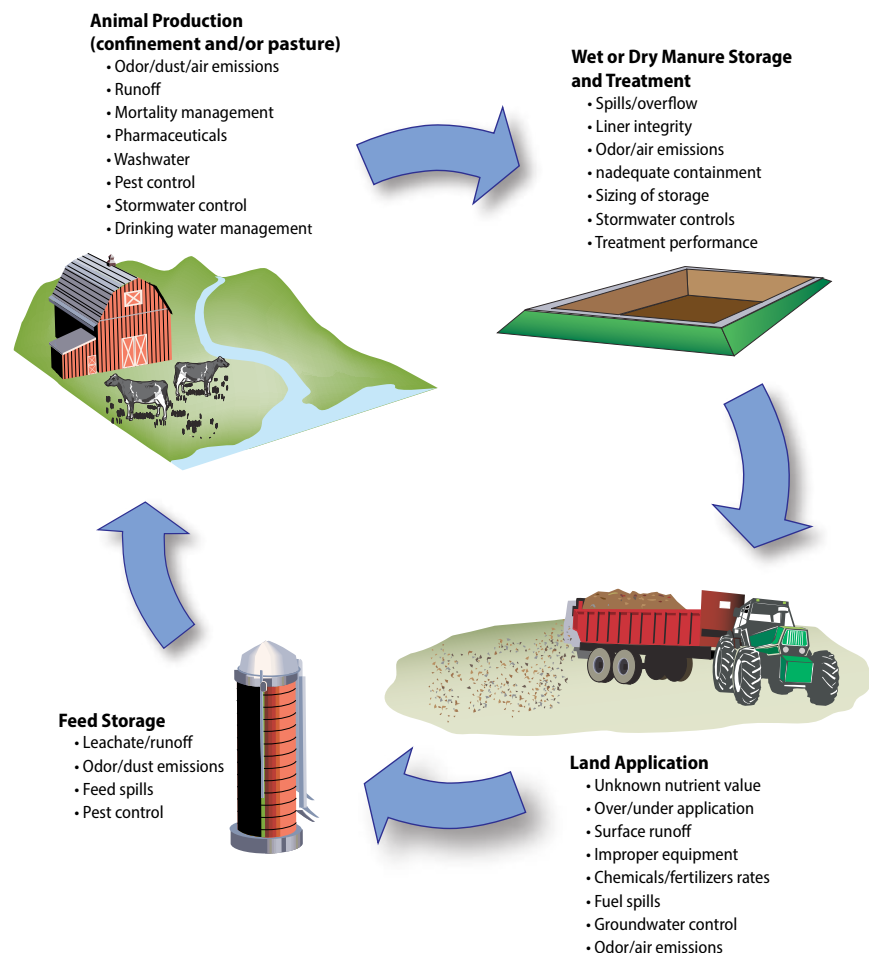 Animal Production
(confinement and/or pasture)
• Odor/dust/air emissions
• Runoff
• Mortality management
• Pharmaceuticals
• Washwater
• Pest control
• Stormwater control
• Drinking water management
Wet or Dry Manure Storage
and Treatment
• Spills/overflow
• Liner integrity
• Odor/air emissions
• nadequate containment
• Sizing of storage
• Stormwater controls
• Treatment performance
Feed Storage
• Leachate/runoff
• Odor/dust emissions
• Feed spills
• Pest control
Land Application
• Unknown nutrient value
• Over/under application
• Surface runoff
• Improper equipment
• Chemicals/fertilizers rates
• Fuel spills
• Groundwater control
• Odor/air emissions